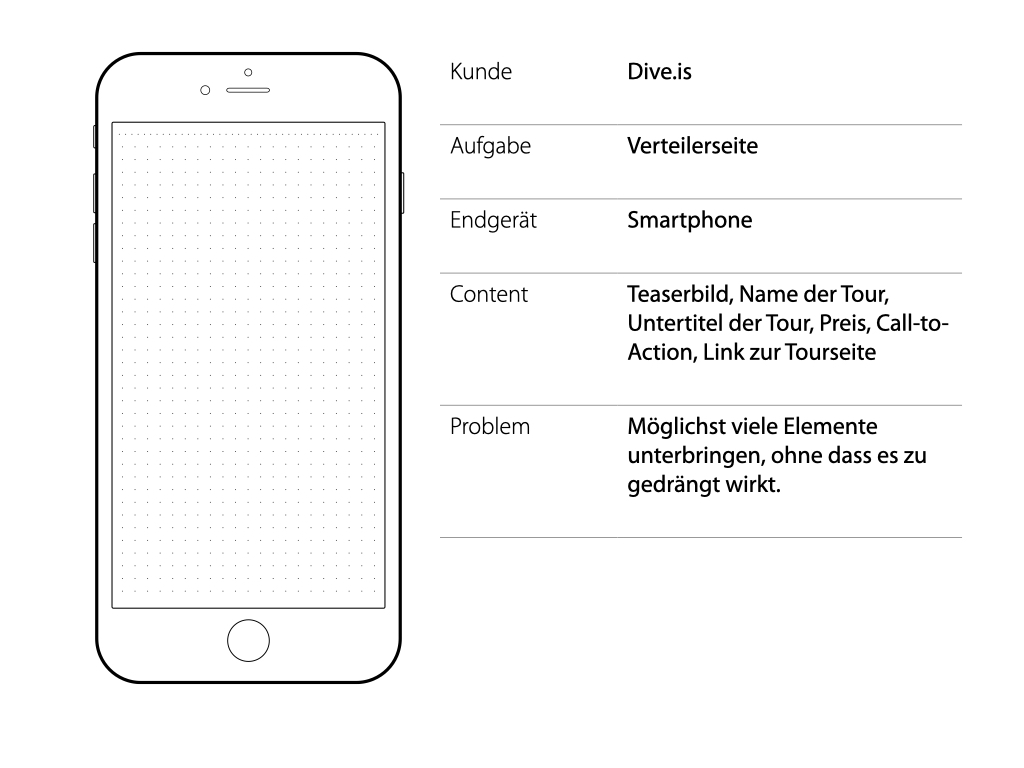 Kunde Dive.is
Aufgabe Verteilerseite
Endgerät Smartphone
Content Teaserbild, Name der Tour,
Untertitel der Tour, Preis, Call-to-
Action, Link zur Tourseite
Problem Möglichst viele Elemente
unterbringen, ohne dass es zu
gedrängt wirkt.